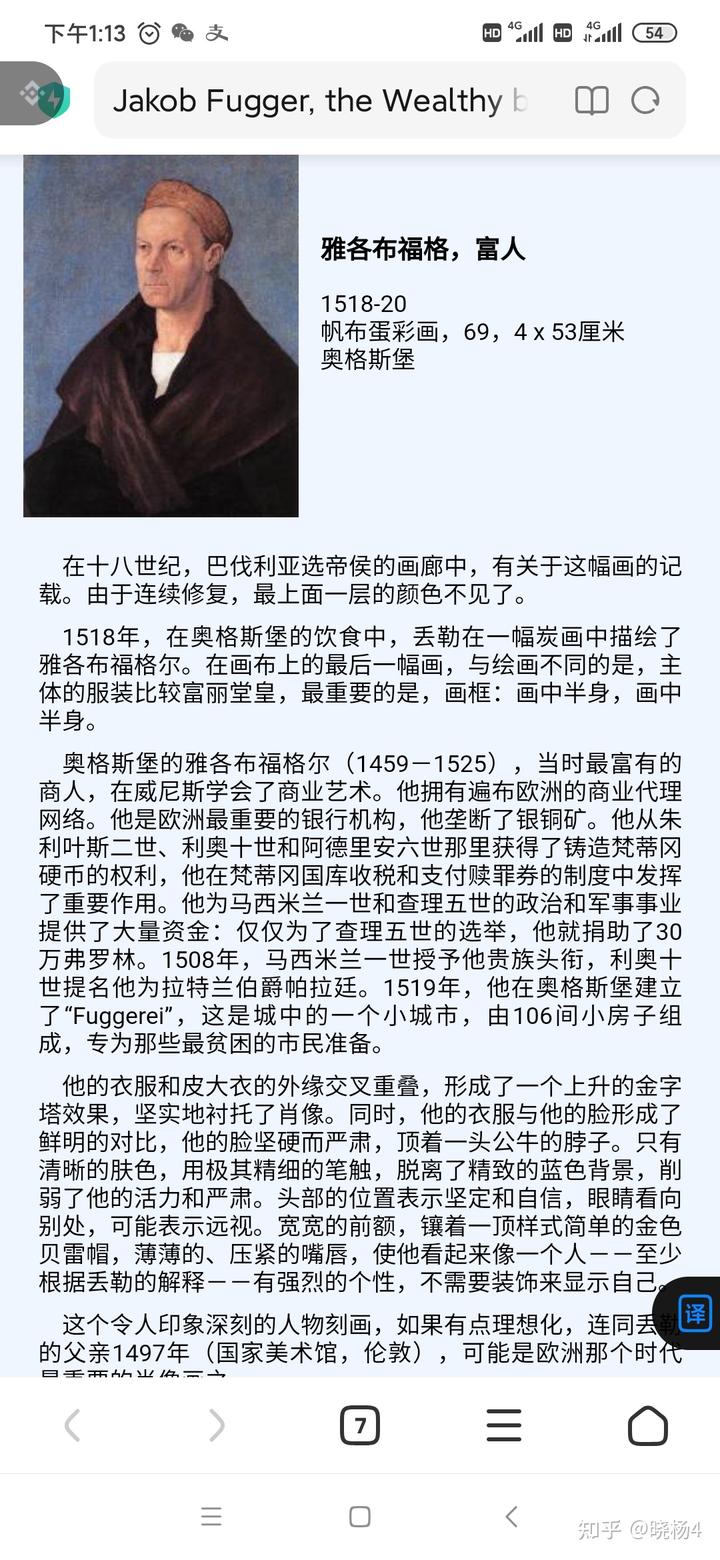 下午1:13
HD 4G HD 4G 54
Jakob Fugger, the Wealthy b
雅各布福格，富人
1518-20
帆布蛋彩画，69，4 x 53厘米
奥格斯堡
在十八世纪，巴伐利亚选帝侯的画廊中，有关于这幅画的记
载。由于连续修复，最上面一层的颜色不见了。
1518年，在奥格斯堡的饮食中，丢勒在一幅炭画中描绘了
雅各布福格尔。在画布上的最后一幅画，与绘画不同的是，主
体的服装比较富丽堂皇，最重要的是，画框：画中半身，画中
半身。
奥格斯堡的雅各布福格尔（1459－1525），当时最富有的
商人，在威尼斯学会了商业艺术。他拥有遍布欧洲的商业代理
网络。他是欧洲最重要的银行机构，他垄断了银铜矿。他从朱
利叶斯二世、利奥十世和阿德里安六世那里获得了铸造梵蒂冈
硬币的权利，他在梵蒂冈国库收税和支付赎罪券的制度中发挥
了重要作用。他为马西米兰一世和查理五世的政治和军事事业
提供了大量资金：仅仅为了查理五世的选举，他就捐助了30
万弗罗林。1508年，马西米兰一世授予他贵族头衔，利奥十
世提名他为拉特兰伯爵帕拉廷。1519年，他在奥格斯堡建立
了“Fuggerei”，这是城中的一个小城市，由106间小房子组
成，专为那些最贫困的市民准备。
他的衣服和皮大衣的外缘交叉重叠，形成了一个上升的金字
塔效果，坚实地衬托了肖像。同时，他的衣服与他的脸形成了
鲜明的对比，他的脸坚硬而严肃，顶着一头公牛的脖子。只有
清晰的肤色，用极其精细的笔触，脱离了精致的蓝色背景，削
弱了他的活力和严肃。头部的位置表示坚定和自信，眼睛看向
别处，可能表示远视。宽宽的前额，镶着一顶样式简单的金色
贝雷帽，薄薄的、压紧的嘴唇，使他看起来像一个人－－至少
根据丢勒的解释－－有强烈的个性，不需要装饰来显示自己。
译
这个令人印象深刻的人物刻画，如果有点理想化，连同丢勒
的父亲1497年（国家美术馆，伦敦），可能是欧洲那个时代
最重要的肖像画之一
7
知乎 @晓杨4